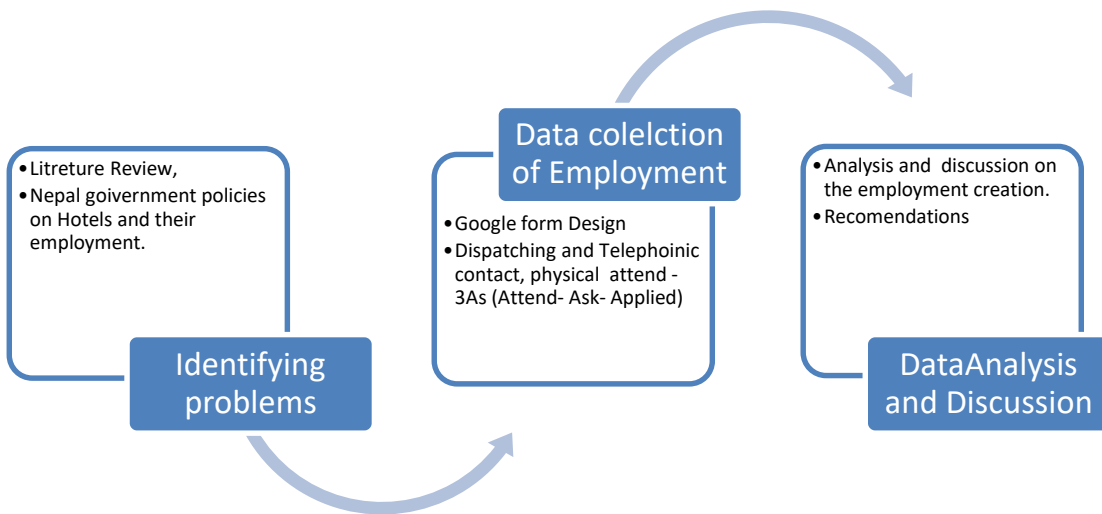 •Litreture Review,
•Nepal goivernment policies
on Hotels and their
employment.
Identifying
problems
Data colelction
of Employment
•Google form Design
•Dispatching and Telephoinic
contact, physical attend -
3As (Attend- Ask- Applied)
•Analysis and discussion on
the employment creation.
•Recomendations
DataAnalysis
and Discussion